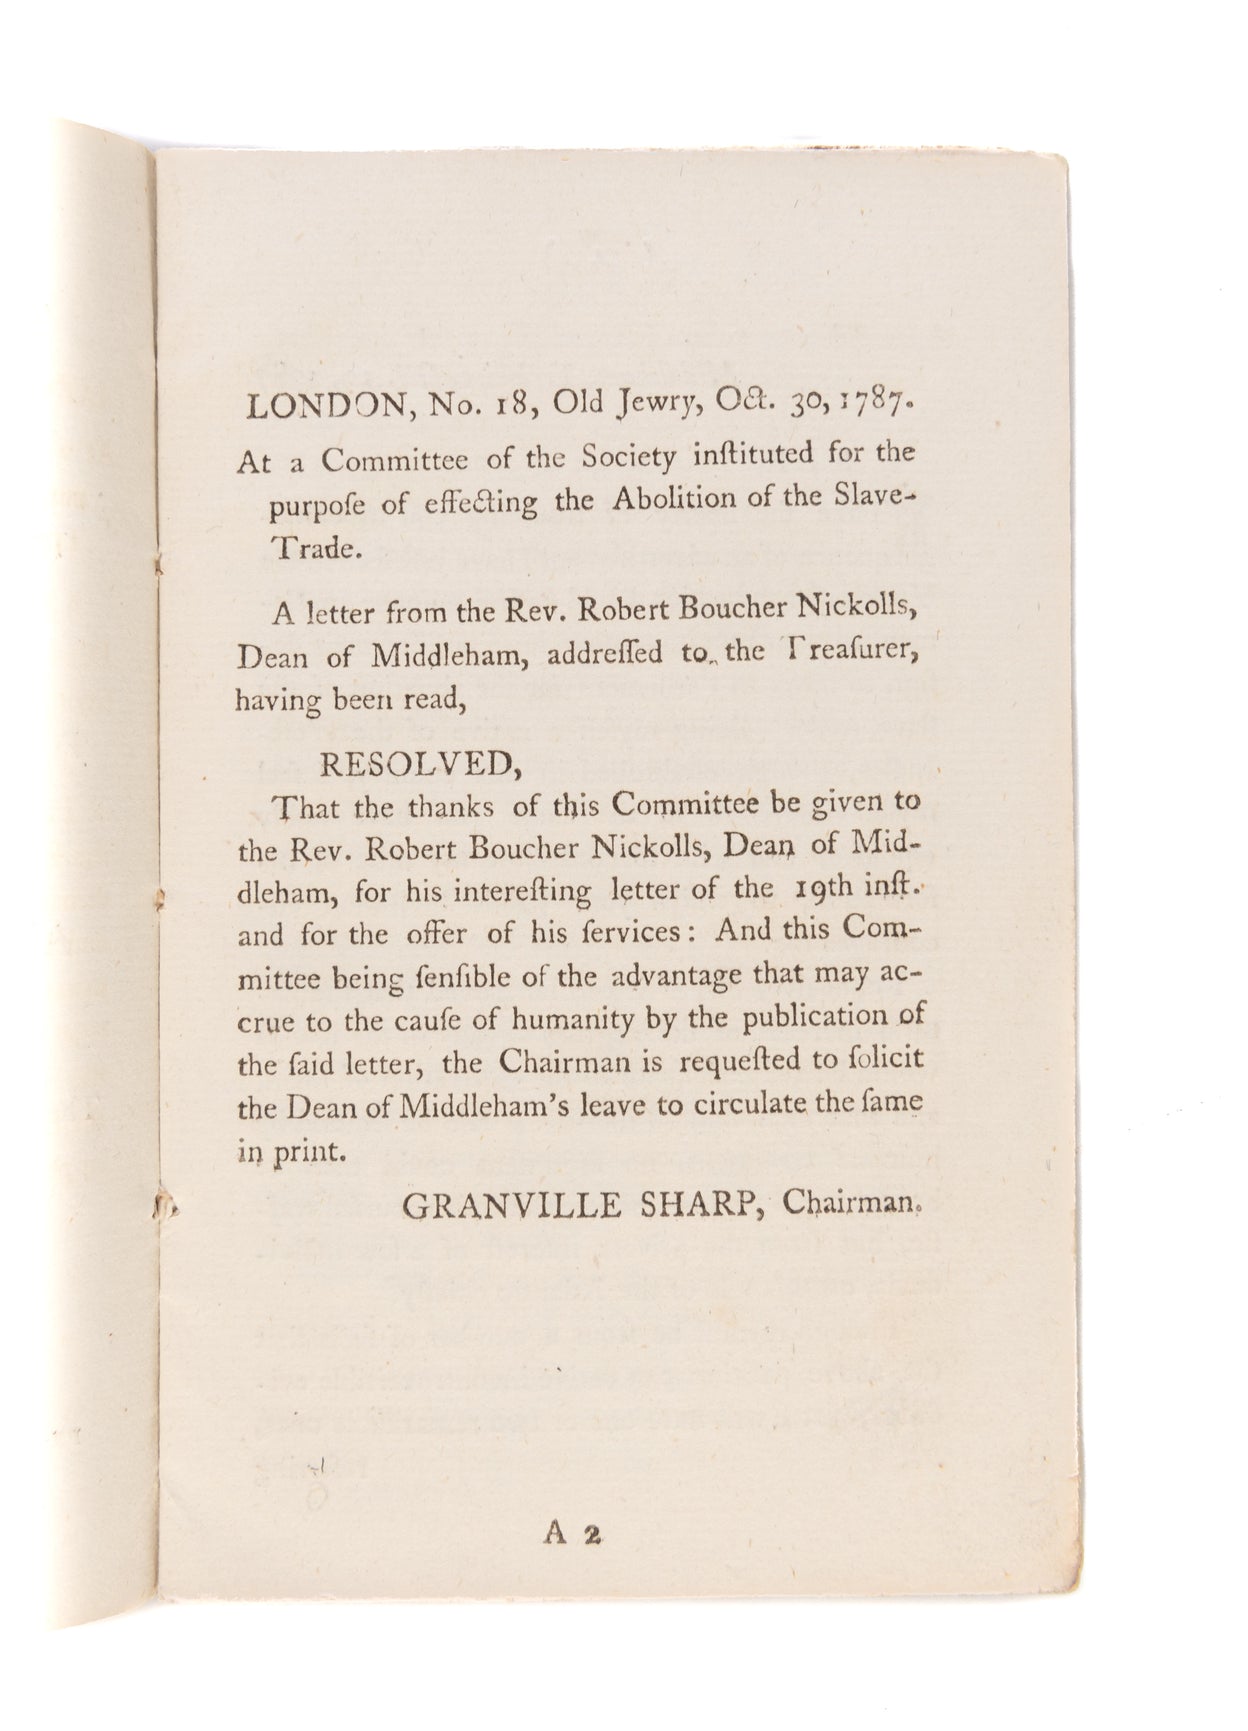 LONDON, No. 18, Old Jewry, Oct. 30, 1787.
At a Committee of the Society inſtituted for the
purpoſe of effecting the Abolition of the Slave-
Trade.
A letter from the Rev. Robert Boucher Nickolls,
Dean of Middleham, addreſſed to the Treaſurer,
having been read,
RESOLVED,
That the thanks of this Committee be given to
the Rev. Robert Boucher Nickolls, Dean of Mid-
dleham, for his intereſting letter of the 19th inſt.
and for the offer of his ſervices: And this Com-
mittee being ſenſible of the advantage that may ac-
crue to the cauſe of humanity by the publication of
the ſaid letter, the Chairman is requeſted to ſolicit
the Dean of Middleham's leave to circulate the ſame
in print.
GRANVILLE SHARP, Chairman.
A 2